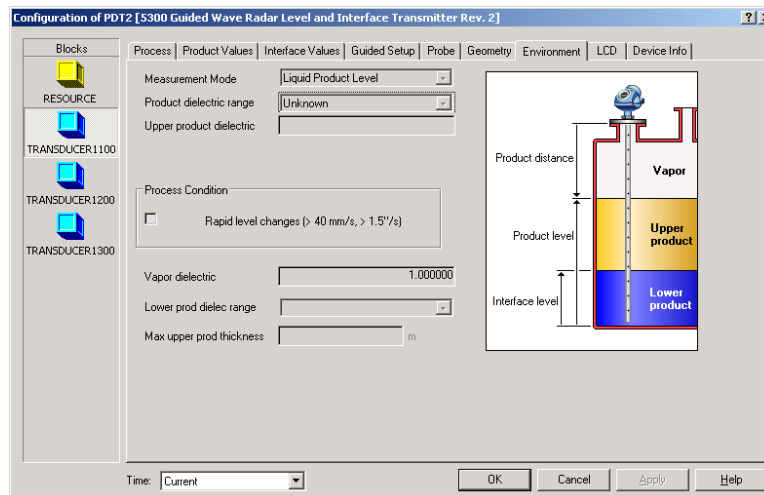 Configuration of PDT2 [5300 Guided Wave Radar Level and Interface Transmitter Rev. 2]
Blocks
RESOURCE
TRANSDUCER1100
TRANSDUCER1200
TRANSDUCER1300
Process Product Values Interface Values Guided Setup Probe Geometry Environment LCD Device Info
Measurement Mode Liquid Product Level
Product dielectric range Unknown
Upper product dielectric
Process Condition
Rapid level changes (> 40 mm/s, > 1.5"/s)
Vapor dielectric 1.000000
Lower prod dielec range
Max upper prod thickness m
Product distance
Vapor
Product level
Upper
product
Interface level
Lower
product
Time: Current
OK Cancel Apply Help